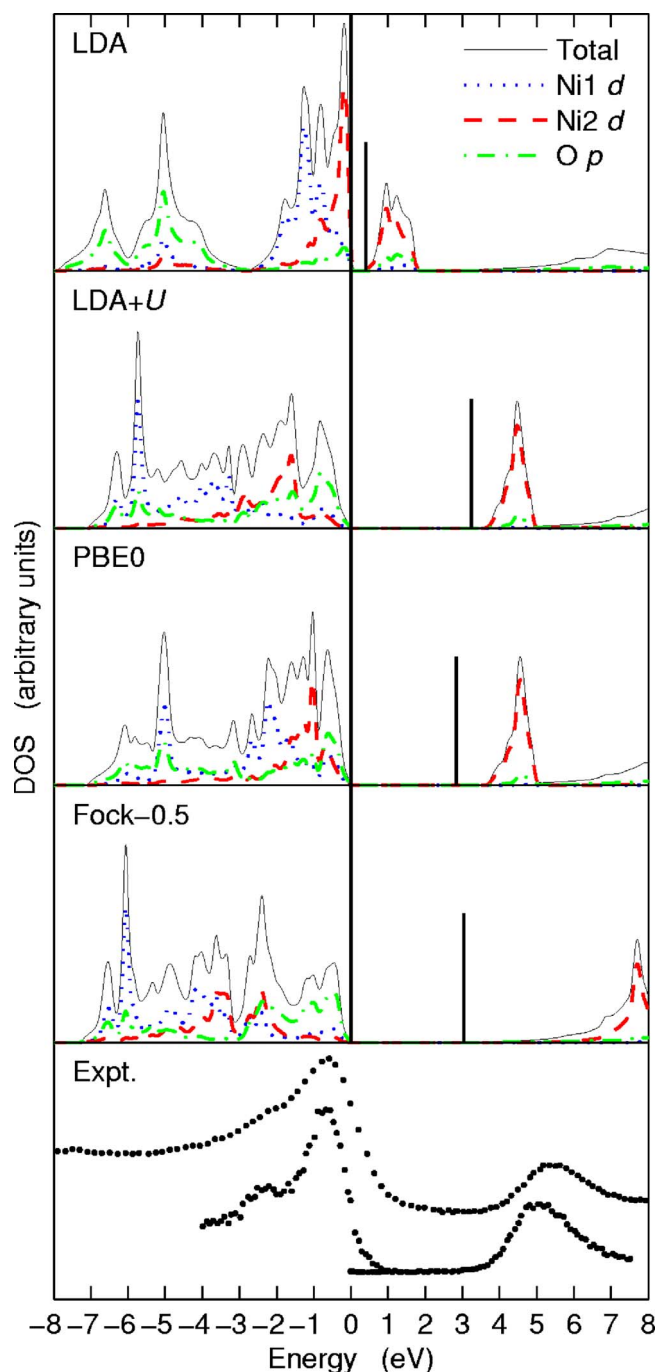 LDA
Total
Ni1 d
Ni2 d
O p
LDA+U
PBE0
Fock−0.5
Expt.
DOS (arbitrary units)
−8 −7 −6 −5 −4 −3 −2 −1 0 1 2 3 4 5 6 7 8
Energy (eV)